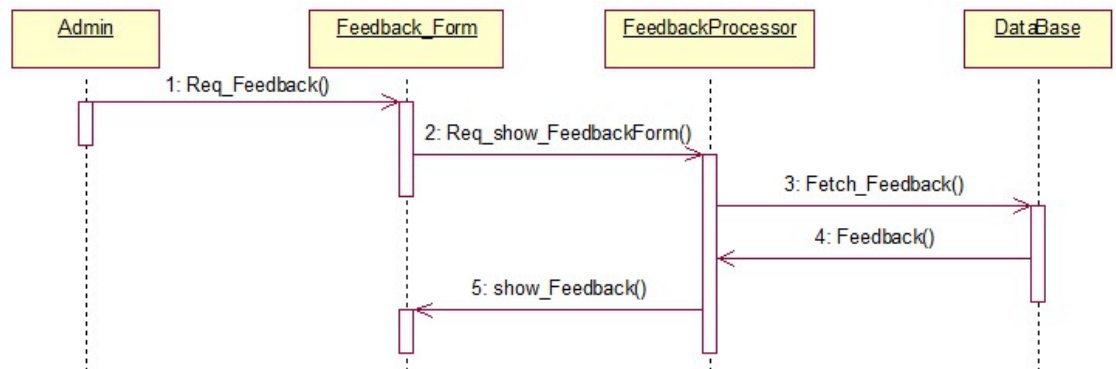 Admin
Feedback_Form
FeedbackProcessor
DataBase
1: Req_Feedback()
2: Req_show_FeedbackForm()
3: Fetch_Feedback()
4: Feedback()
5: show_Feedback()